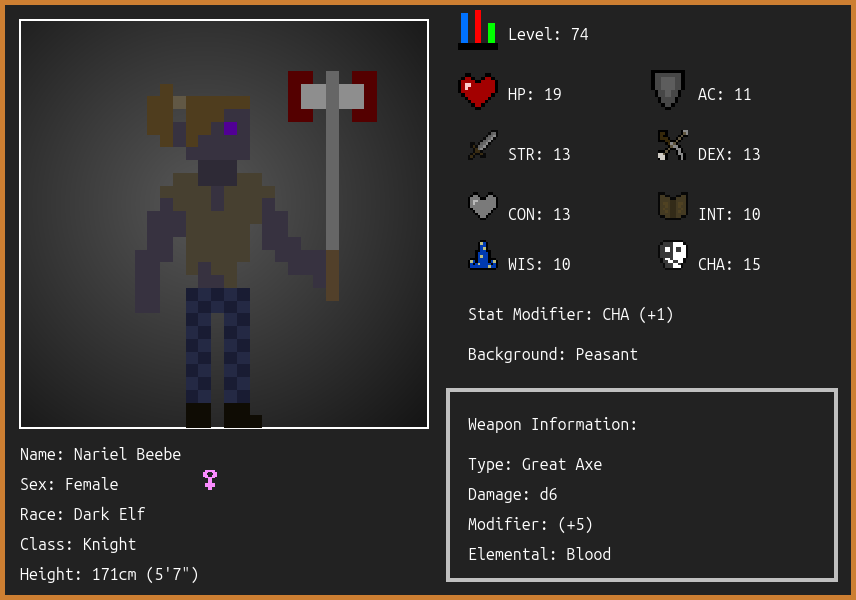 Level: 74
HP: 19
AC: 11
STR: 13
DEX: 13
CON: 13
INT: 10
WIS: 10
CHA: 15
Stat Modifier: CHA (+1)
Background: Peasant
Weapon Information:
Type: Great Axe
Damage: d6
Modifier: (+5)
Elemental: Blood
Name: Nariel Beebe
Sex: Female
Race: Dark Elf
Class: Knight
Height: 171cm (5'7")